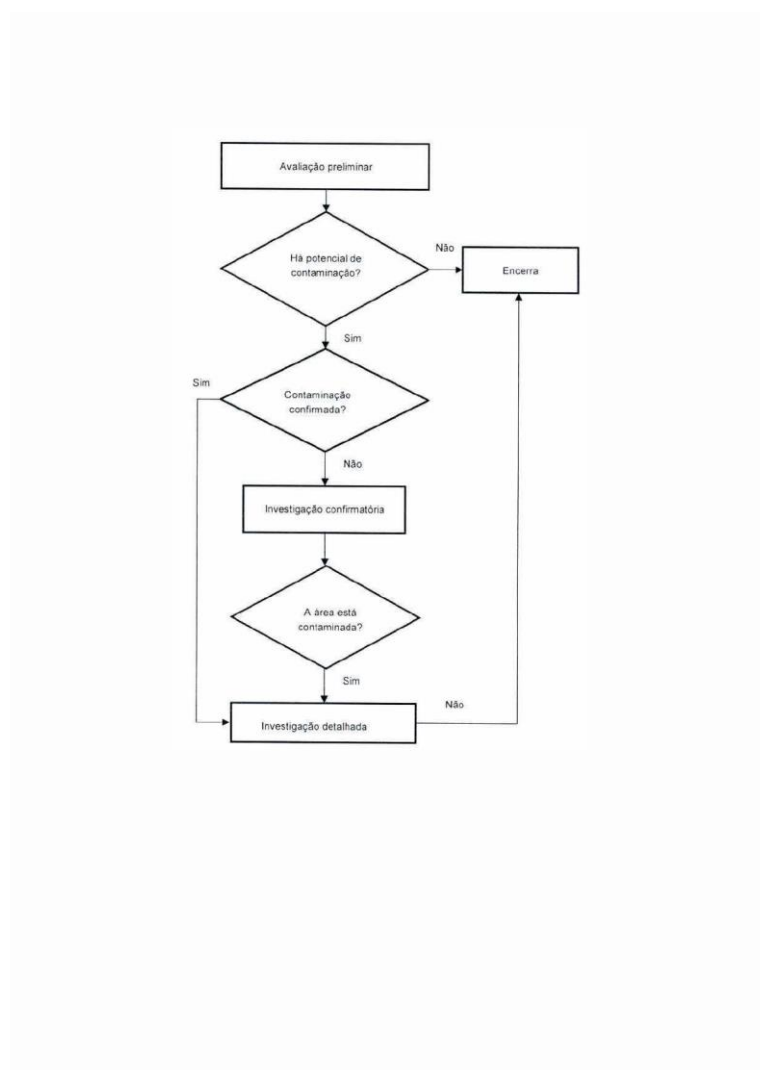 Avaliação preliminar
Há potencial de
contaminação?
Não
Encerra
Sim
Sim
Contaminação
confirmada?
Não
Investigação confirmatória
A área está
contaminada?
Sim
Não
Investigação detalhada